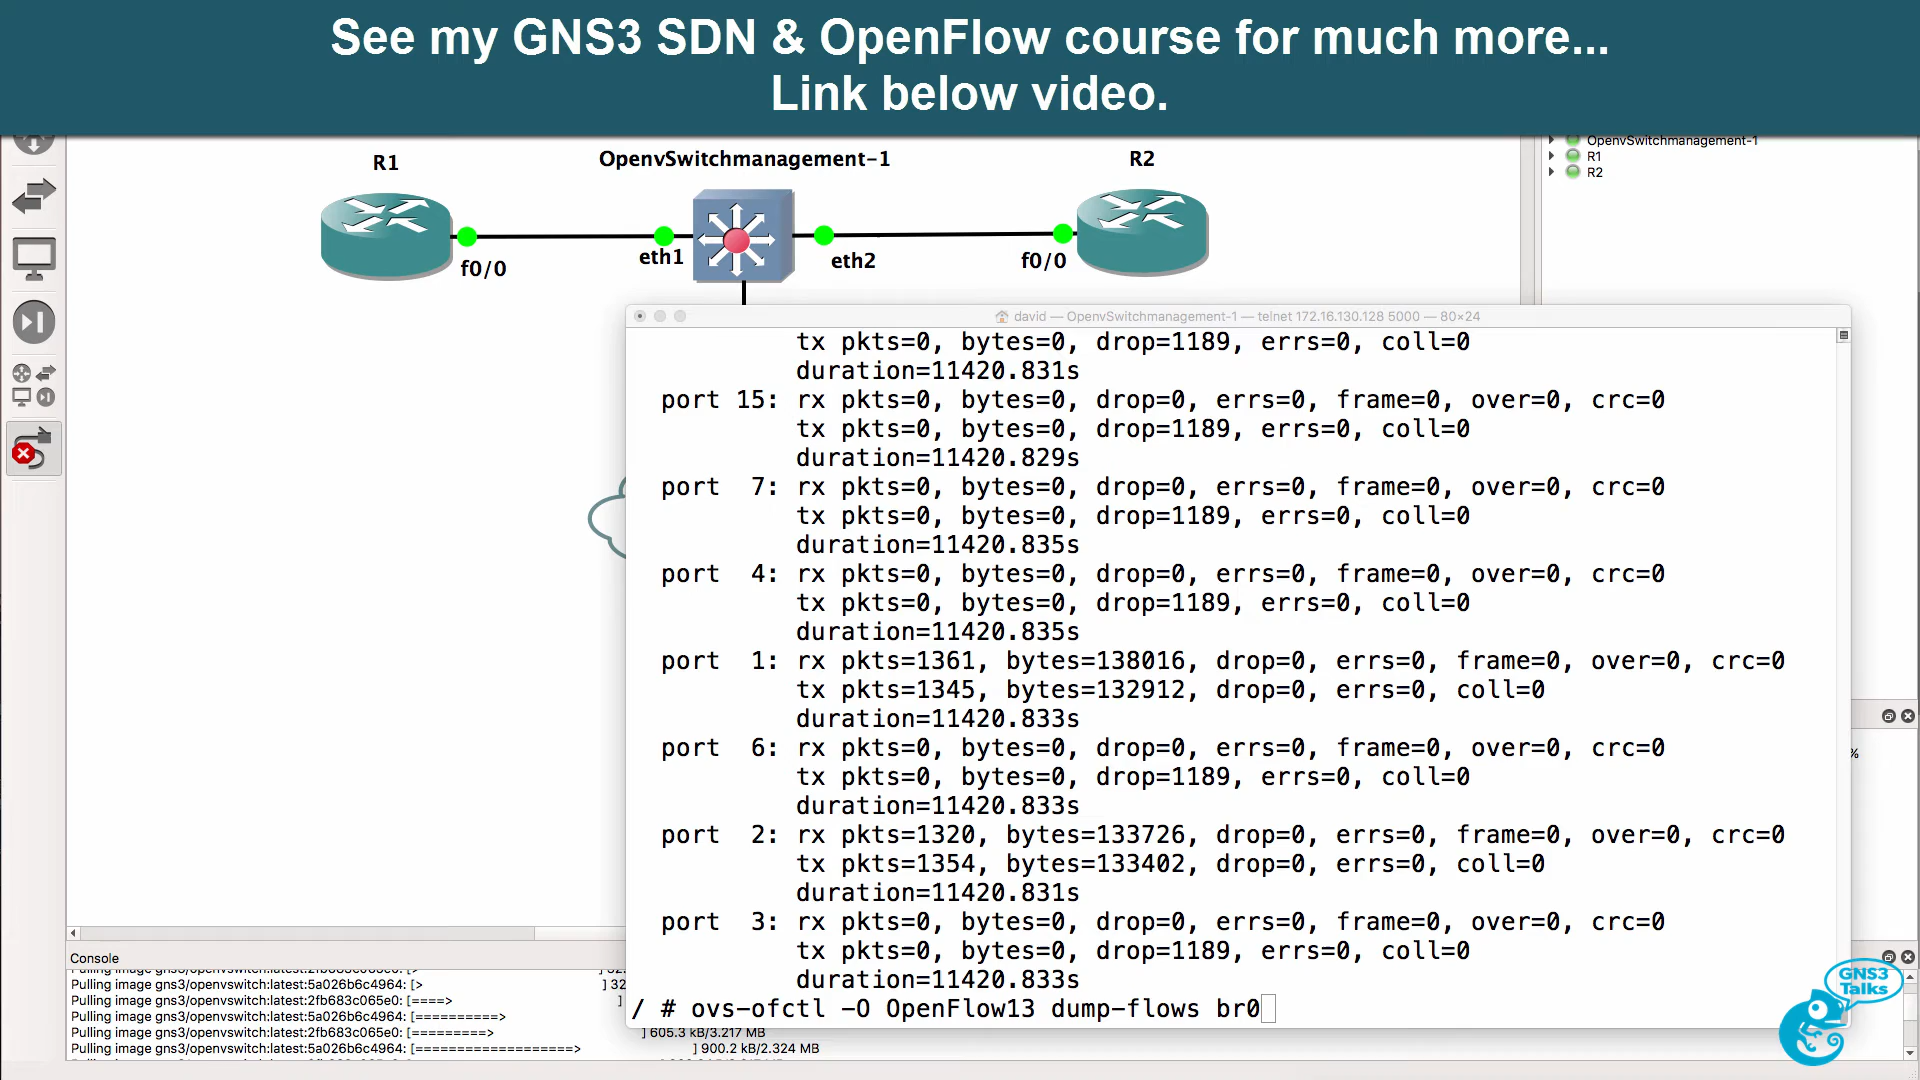 See my GNS3 SDN & OpenFlow course for much more...
Link below video.
OpenvSwitchmanagement-1
R1
R2
R1
OpenvSwitchmanagement-1
R2
f0/0
eth1
eth2
f0/0
david — OpenvSwitchmanagement-1 — telnet 172.16.130.128 5000 — 80×24
tx pkts=0, bytes=0, drop=1189, errs=0, coll=0
duration=11420.831s
port 15: rx pkts=0, bytes=0, drop=0, errs=0, frame=0, over=0, crc=0
tx pkts=0, bytes=0, drop=1189, errs=0, coll=0
duration=11420.829s
port 7: rx pkts=0, bytes=0, drop=0, errs=0, frame=0, over=0, crc=0
tx pkts=0, bytes=0, drop=1189, errs=0, coll=0
duration=11420.835s
port 4: rx pkts=0, bytes=0, drop=0, errs=0, frame=0, over=0, crc=0
tx pkts=0, bytes=0, drop=1189, errs=0, coll=0
duration=11420.835s
port 1: rx pkts=1361, bytes=138016, drop=0, errs=0, frame=0, over=0, crc=0
tx pkts=1345, bytes=132912, drop=0, errs=0, coll=0
duration=11420.833s
port 6: rx pkts=0, bytes=0, drop=0, errs=0, frame=0, over=0, crc=0
tx pkts=0, bytes=0, drop=1189, errs=0, coll=0
duration=11420.833s
port 2: rx pkts=1320, bytes=133726, drop=0, errs=0, frame=0, over=0, crc=0
tx pkts=1354, bytes=133402, drop=0, errs=0, coll=0
duration=11420.831s
port 3: rx pkts=0, bytes=0, drop=0, errs=0, frame=0, over=0, crc=0
tx pkts=0, bytes=0, drop=1189, errs=0, coll=0
duration=11420.833s
/ # ovs-ofctl -O OpenFlow13 dump-flows br0
%
Console
Pulling image gns3/openvswitch:latest:2fb683c065e0: [> ] 32.
Pulling image gns3/openvswitch:latest:5a026b6c4964: [> ] 32
Pulling image gns3/openvswitch:latest:2fb683c065e0: [====> ]
Pulling image gns3/openvswitch:latest:5a026b6c4964: [==========>
Pulling image gns3/openvswitch:latest:2fb683c065e0: [=========> ] 605.3 kB/3.217 MB
Pulling image gns3/openvswitch:latest:5a026b6c4964: [===================> ] 900.2 kB/2.324 MB
GNS3
Talks